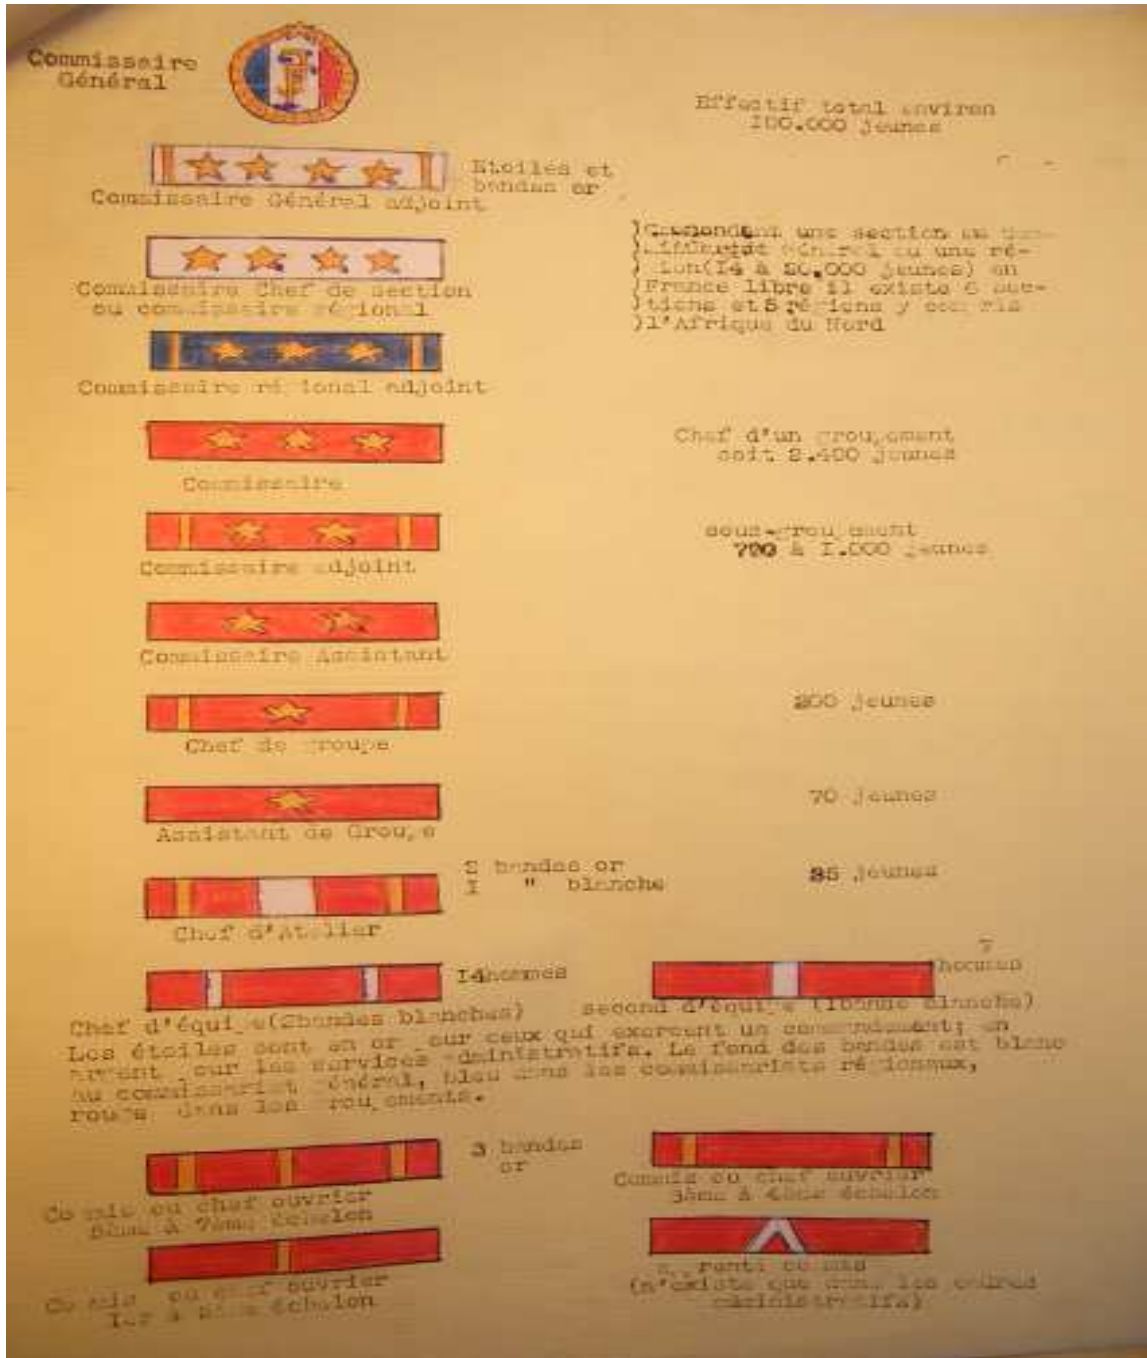 Commissaire
Général
Effectif total environ
100.000 jeunes
Etoiles et
bandes or
Commissaire Général adjoint
Commandant une section au
Général ou une ré-
gion(14 à 20.000 jeunes) en
France libre il existe 6 sec-
tions et 5 régions y compris
l'Afrique du Nord
Commissaire Chef de section
ou commissaire régional
Commissaire régional adjoint
Chef d'un groupement
soit 2.400 jeunes
Commissaire
sous-groupement
à 1.000 jeunes
Commissaire adjoint
Commissaire Assistant
200 jeunes
Chef de groupe
70 jeunes
Assistant de Groupe
2 bandes or
1 " blanche
35 jeunes
Chef d'Atelier
14hommes
7
hommes
Chef d'équipe(2bandes blanches)
second d'équipe (1bande blanche)
Les étoiles sont en or pour ceux qui exercent un commandement; en
argent pour les services administratifs. Le fond des bandes est blanc
au commissariat général, bleu dans les commissariats régionaux,
rouge dans les groupements.
3 bandes
or
Commis ou chef ouvrier
5ème à 7ème échelon
Commis ou chef ouvrier
3ème à 4ème échelon
Commis ou chef ouvrier
1er à 2ème échelon
apprenti commis
(n'existe que dans les cadres
administratifs)